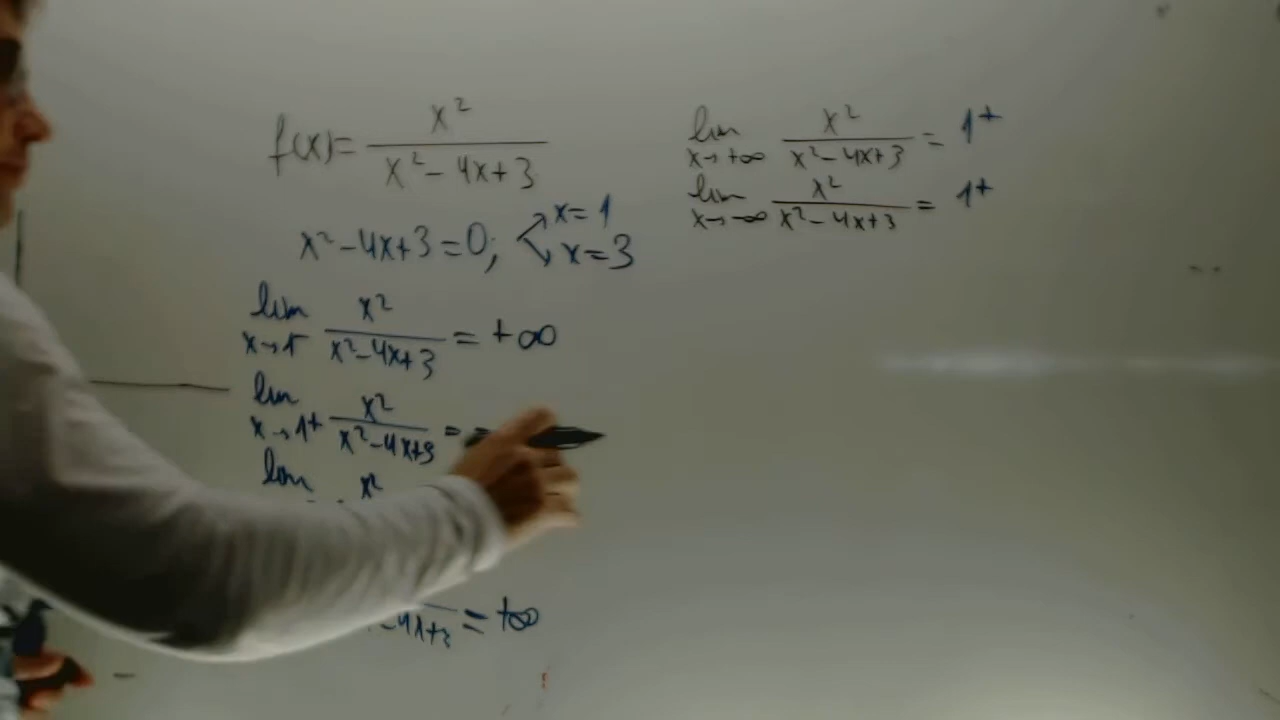 f(x)= x² / (x² - 4x + 3)
x² - 4x + 3 = 0; x = 1
x = 3
lim x→1⁻ x² / (x² - 4x + 3) = +∞
lim x→1⁺ x² / (x² - 4x + 3) =
lim x²
-4x+3 = +∞
lim x→+∞ x² / (x² - 4x + 3) = 1⁺
lim x→-∞ x² / (x² - 4x + 3) = 1⁺